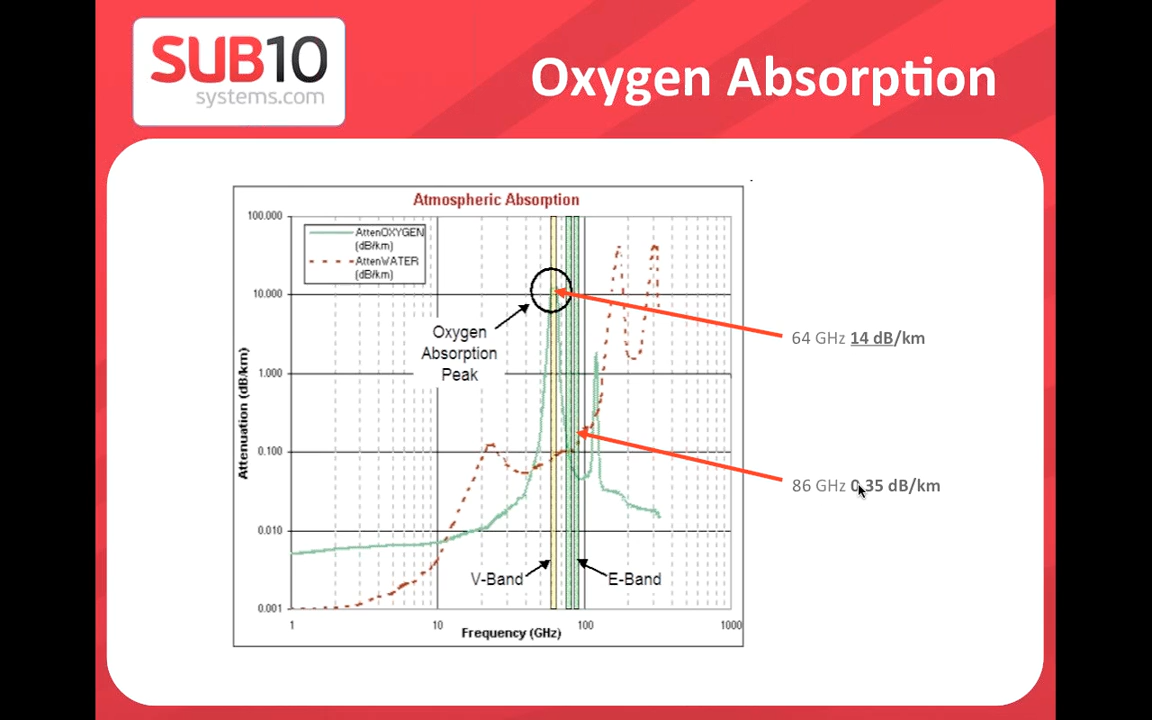 SUB10
systems.com
Oxygen Absorption
Atmospheric Absorption
100.000
10.000
1.000
0.100
0.010
0.001
Attenuation (dB/km)
AttenOXYGEN
(dB/km)
AttenWATER
(dB/km)
Oxygen
Absorption
Peak
64 GHz 14 dB/km
86 GHz 0.35 dB/km
V-Band
E-Band
1
10
100
1000
Frequency (GHz)